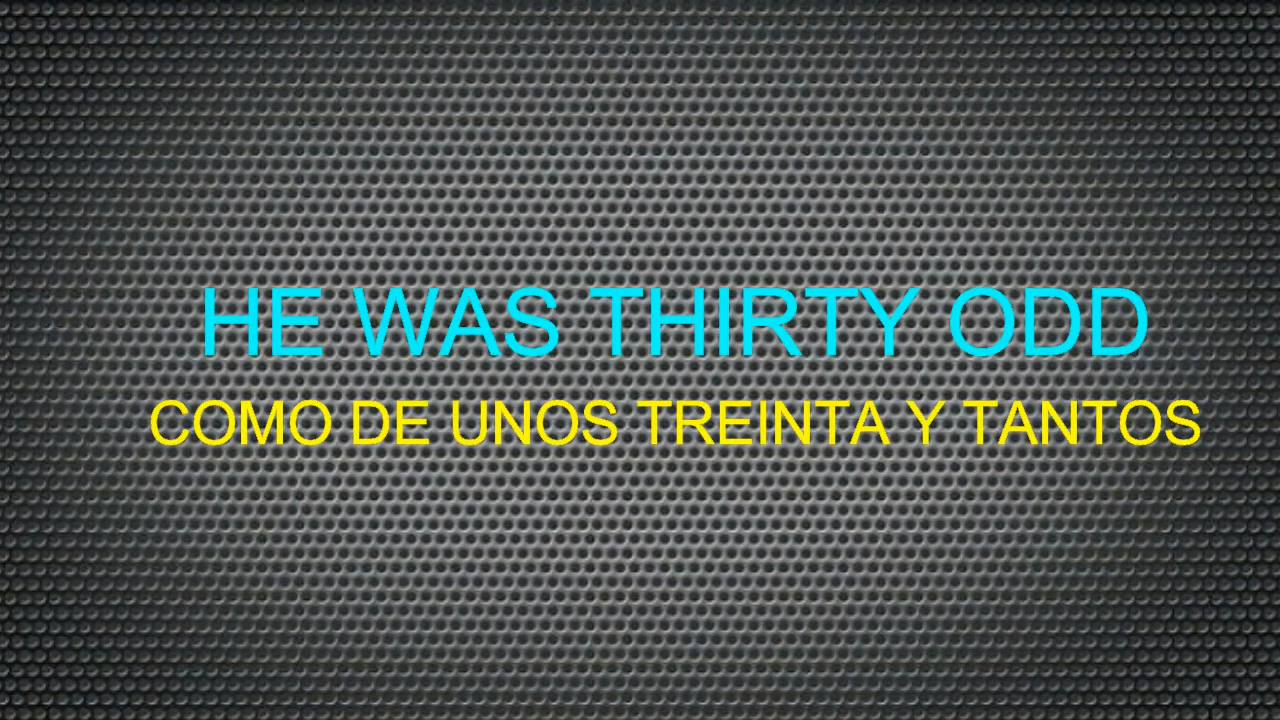 HE WAS THIRTY ODD
COMO DE UNOS TREINTA Y TANTOS